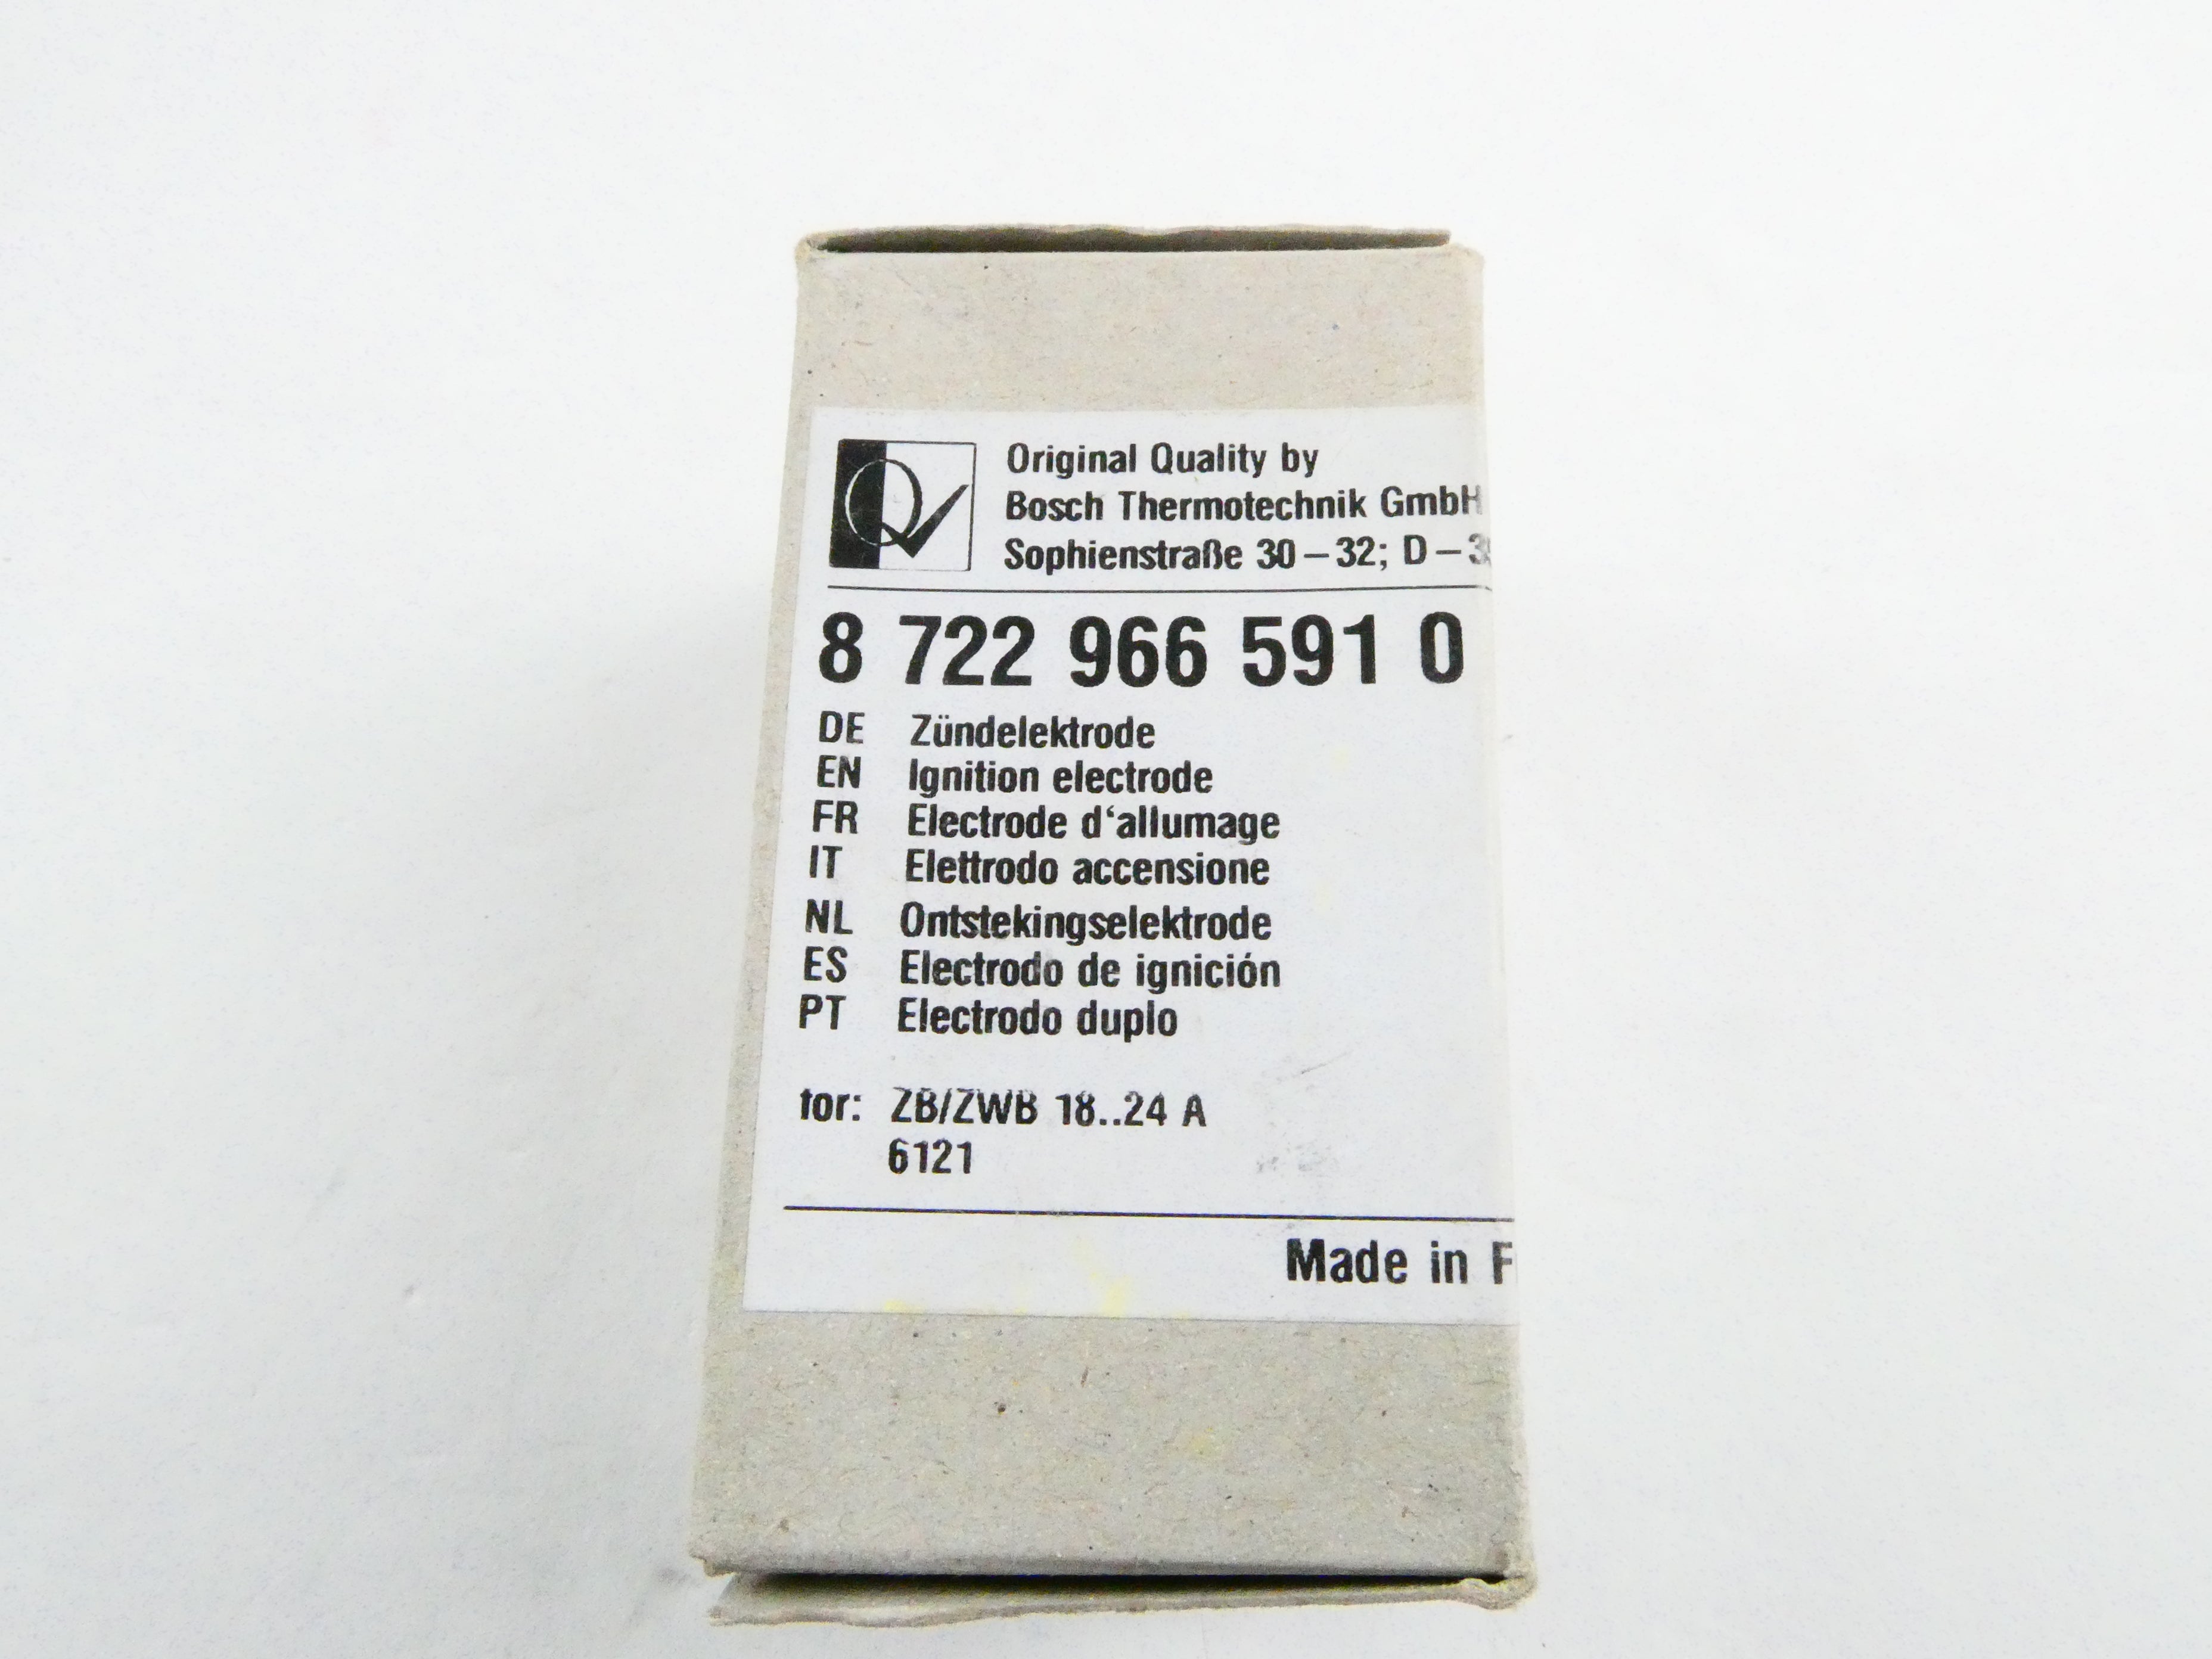 Q
Original Quality by
Bosch Thermotechnik GmbH
Sophienstraße 30 – 32; D – 3
8 722 966 591 0
DE Zündelektrode
EN Ignition electrode
FR Electrode d‘allumage
IT Elettrodo accensione
NL Ontstekingselektrode
ES Electrodo de ignición
PT Electrodo duplo
for: ZB/ZWB 18..24 A
6121
Made in